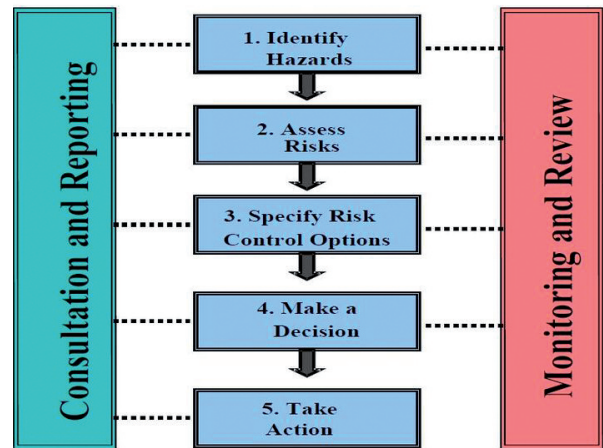 Consultation and Reporting
1. Identify
Hazards
2. Assess
Risks
3. Specify Risk
Control Options
4. Make a
Decision
5. Take
Action
Monitoring and Review